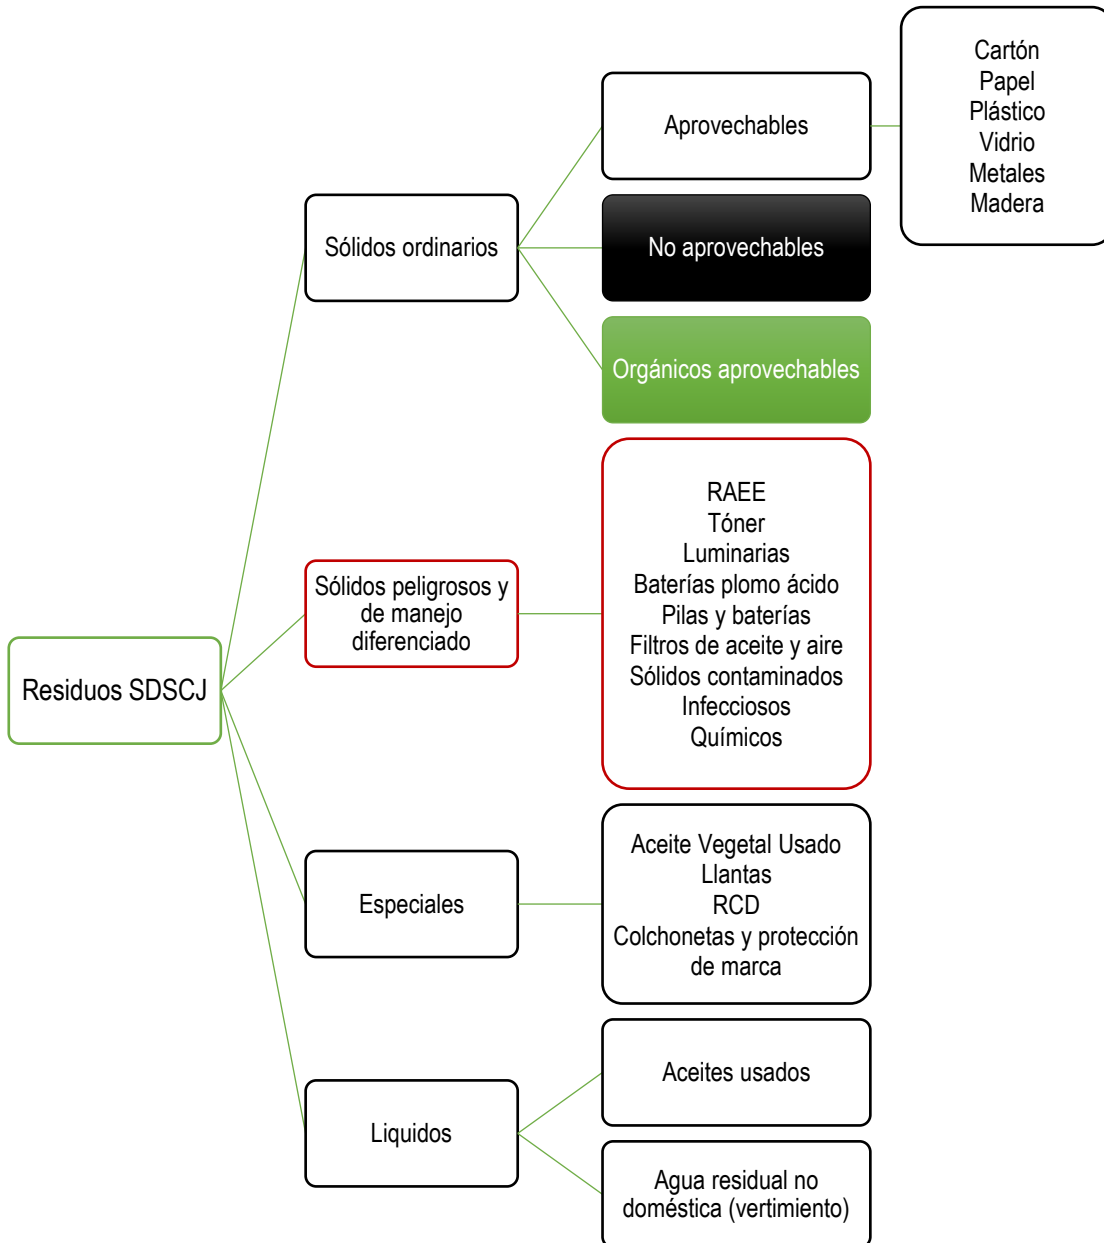 Residuos SDSCJ
Sólidos ordinarios
Aprovechables
Cartón
Papel
Plástico
Vidrio
Metales
Madera
No aprovechables
Orgánicos aprovechables
Sólidos peligrosos y
de manejo
diferenciado
RAEE
Tóner
Luminarias
Baterías plomo ácido
Pilas y baterías
Filtros de aceite y aire
Sólidos contaminados
Infecciosos
Químicos
Especiales
Aceite Vegetal Usado
Llantas
RCD
Colchonetas y protección
de marca
Liquidos
Aceites usados
Agua residual no
doméstica (vertimiento)